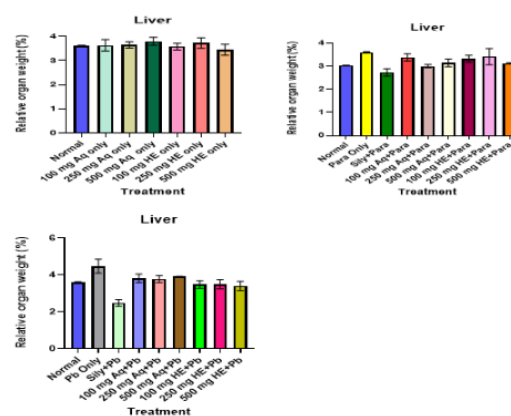 Liver
Relative organ weight (%)
5
4
3
2
1
0
Normal
100 mg Aq only
250 mg Aq only
500 mg Aq only
100 mg HE only
250 mg HE only
500 mg HE only
Treatment
Liver
Relative organ weight (%)
5
4
3
2
1
0
Normal
Para Only
Sily+Para
100 mg Aq+Para
250 mg Aq+Para
500 mg Aq+Para
100 mg HE+Para
250 mg HE+Para
500 mg HE+Para
Treatment
Liver
Relative organ weight (%)
6
4
2
0
Normal
Pb Only
Sily+Pb
100 mg Aq+Pb
250 mg Aq+Pb
500 mg Aq+Pb
100 mg HE+Pb
250 mg HE+Pb
500 mg HE+Pb
Treatment